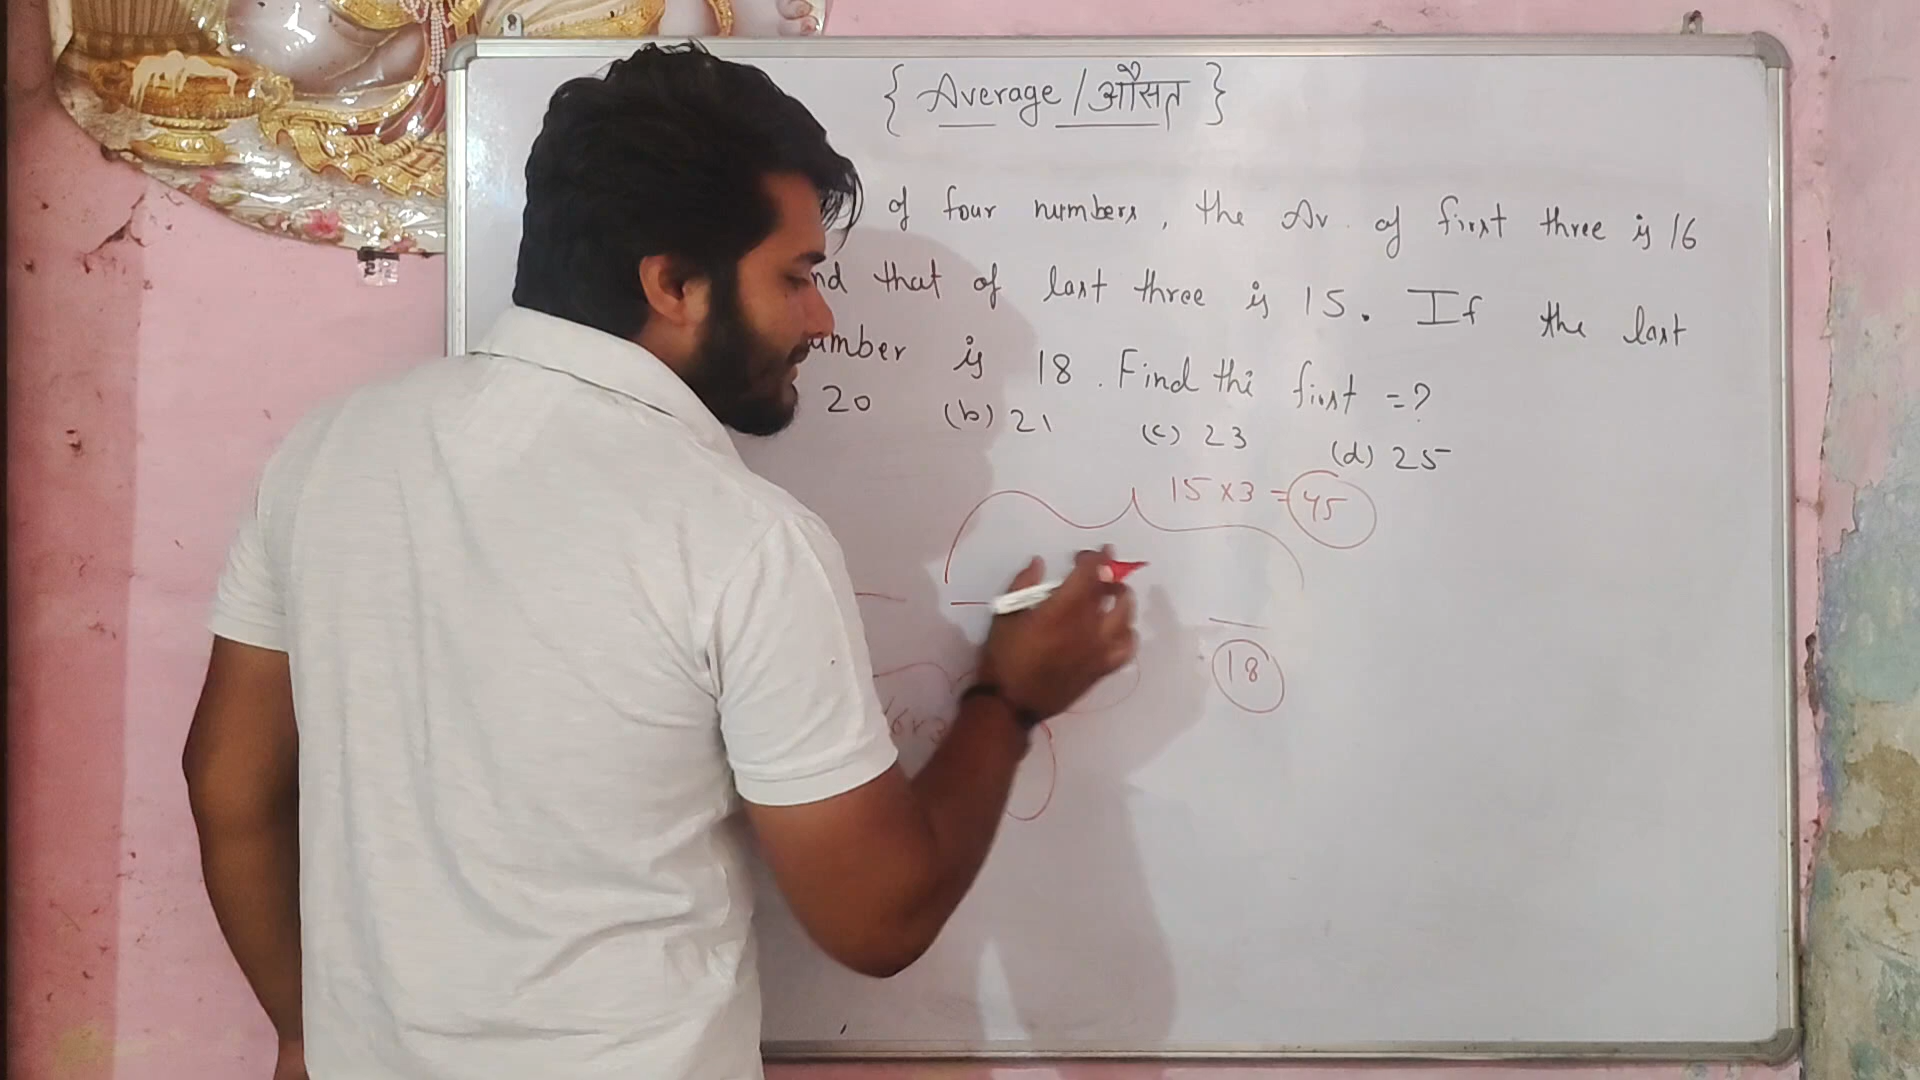 { Average / औसत }
of four numbers, the Av. of first three is 16
nd that of last three is 15. If the last
umber is 18. Find the first =?
20 (b) 21 (c) 23 (d) 25
15 x 3 = 45
18
16x3